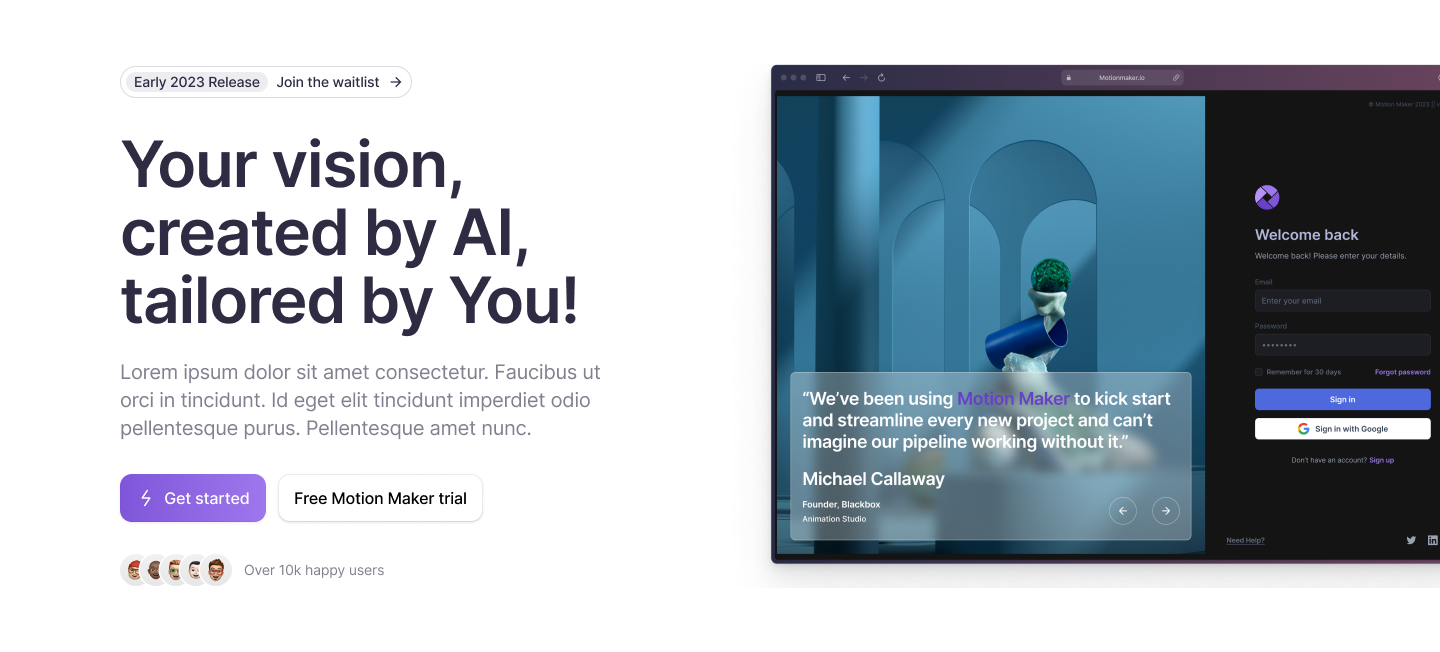 Early 2023 Release Join the waitlist →
Your vision,
created by AI,
tailored by You!
Lorem ipsum dolor sit amet consectetur. Faucibus ut
orci in tincidunt. Id eget elit tincidunt imperdiet odio
pellentesque purus. Pellentesque amet nunc.
Get started
Free Motion Maker trial
Over 10k happy users
Motionmaker.io
© Motion Maker 2023 ||
“We’ve been using Motion Maker to kick start
and streamline every new project and can’t
imagine our pipeline working without it.”
Michael Callaway
Founder, Blackbox
Animation Studio
Welcome back
Welcome back! Please enter your details.
Email
Enter your email
Password
••••••••
Remember for 30 days Forgot password
Sign in
Sign in with Google
Don't have an account? Sign up
Need Help?